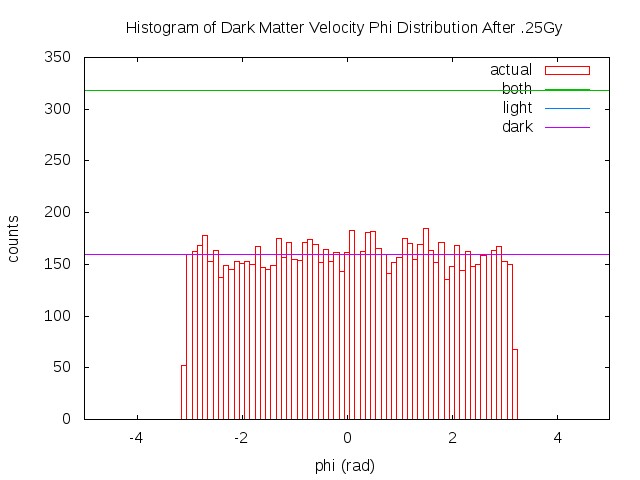 Histogram of Dark Matter Velocity Phi Distribution After .25Gy
350
300
250
200
150
100
50
0
counts
actual
both
light
dark
-4
-2
0
2
4
phi (rad)